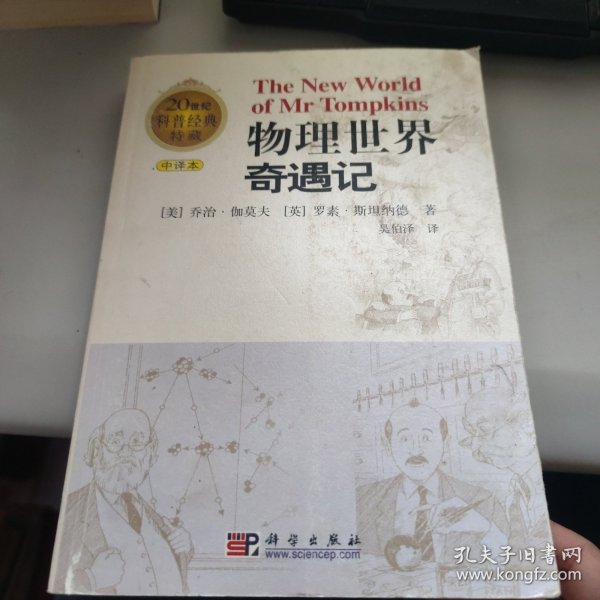 The New World
of Mr Tompkins
20世纪
科普经典
特藏
中译本
物理世界
奇遇记
[美] 乔治·伽莫夫 [英] 罗素·斯坦纳德 著
吴伯泽 译
科学出版社
www.sciencep.com
孔夫子旧书网
www.kongfz.com